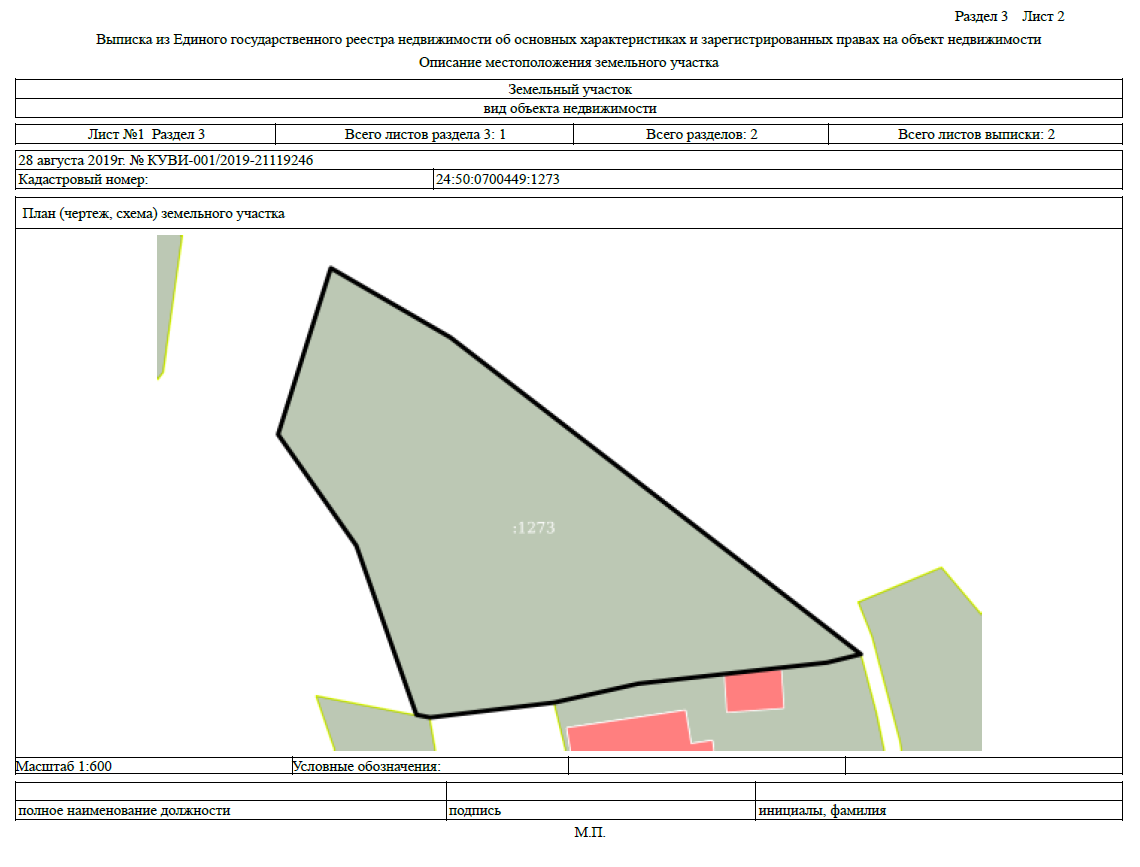 Раздел 3 Лист 2
Выписка из Единого государственного реестра недвижимости об основных характеристиках и зарегистрированных правах на объект недвижимости
Описание местоположения земельного участка
Земельный участок
вид объекта недвижимости
Лист №1 Раздел 3 Всего листов раздела 3: 1 Всего разделов: 2 Всего листов выписки: 2
28 августа 2019г. № КУВИ-001/2019-21119246
Кадастровый номер: 24:50:0700449:1273
План (чертеж, схема) земельного участка
:1273
Масштаб 1:600 Условные обозначения:
полное наименование должности подпись инициалы, фамилия
М.П.